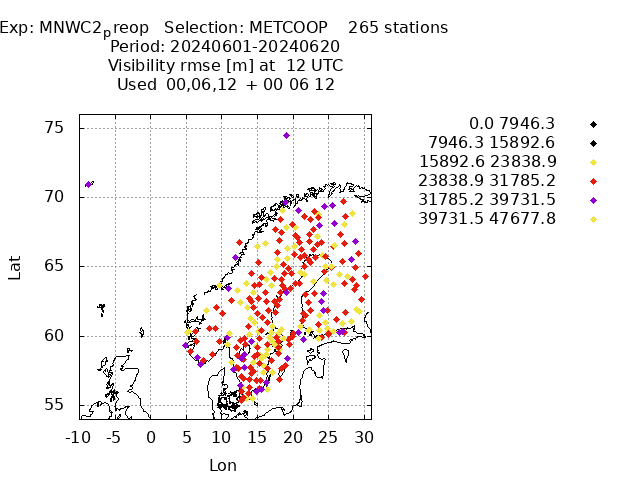 Exp: MNWC2preop Selection: METCOOP 265 stations
Period: 20240601-20240620
Visibility rmse [m] at 12 UTC
Used 00,06,12 + 00 06 12
0.0 7946.3
7946.3 15892.6
15892.6 23838.9
23838.9 31785.2
31785.2 39731.5
39731.5 47677.8
75
70
65
60
55
Lat
-10 -5 0 5 10 15 20 25 30
Lon